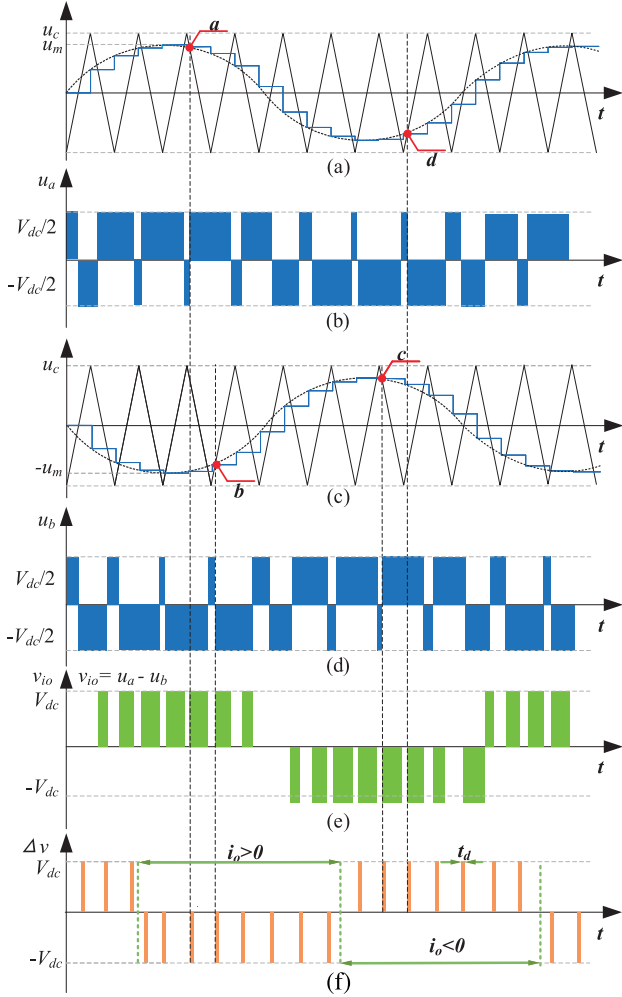 u_c
u_m
a
d
t
(a)
u_a
V_dc/2
-V_dc/2
t
(b)
u_c
c
-u_m
b
t
(c)
u_b
V_dc/2
-V_dc/2
t
(d)
v_io v_io = u_a - u_b
V_dc
-V_dc
t
(e)
Δv
V_dc
i_o>0
t_d
-V_dc
i_o<0
t
(f)